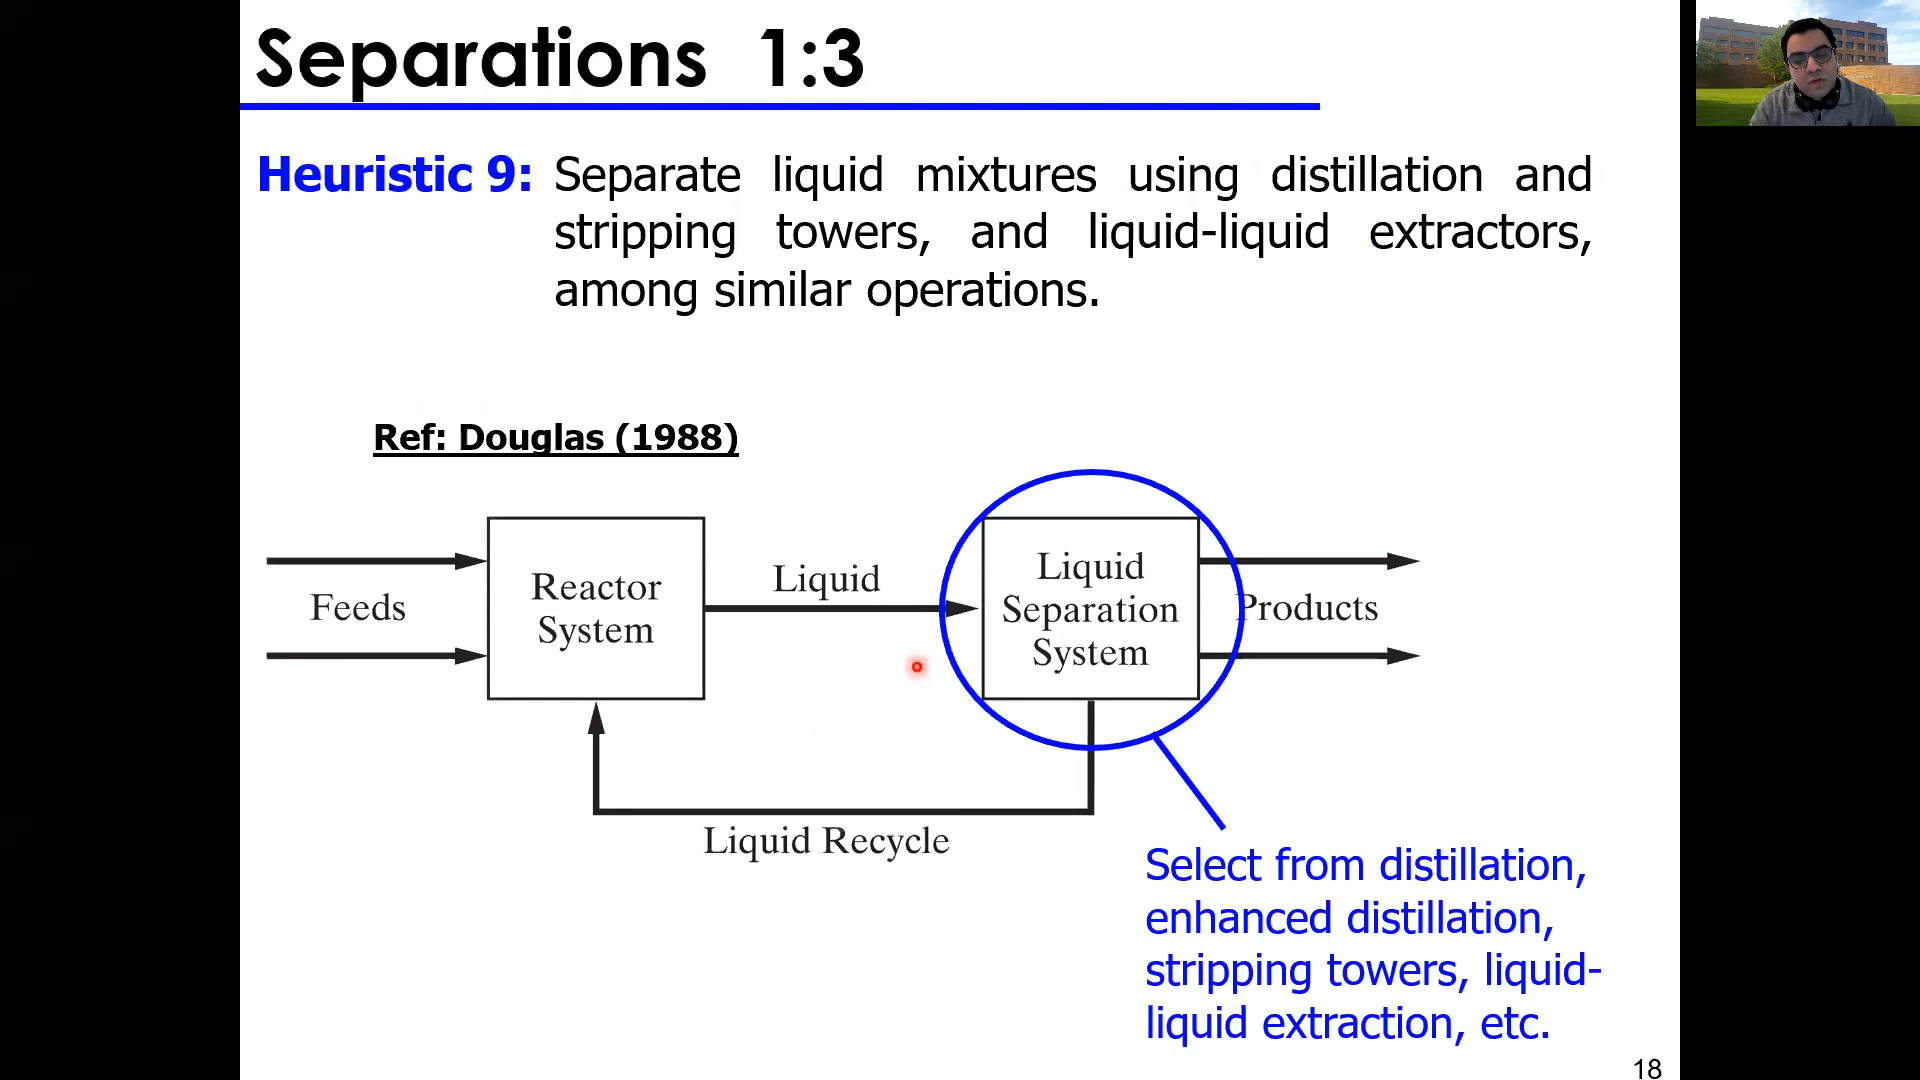 Separations 1:3
Heuristic 9: Separate liquid mixtures using distillation and
stripping towers, and liquid-liquid extractors,
among similar operations.
Ref: Douglas (1988)
Feeds
Reactor
System
Liquid
Liquid
Separation
System
Products
Liquid Recycle
Select from distillation,
enhanced distillation,
stripping towers, liquid-
liquid extraction, etc.
18